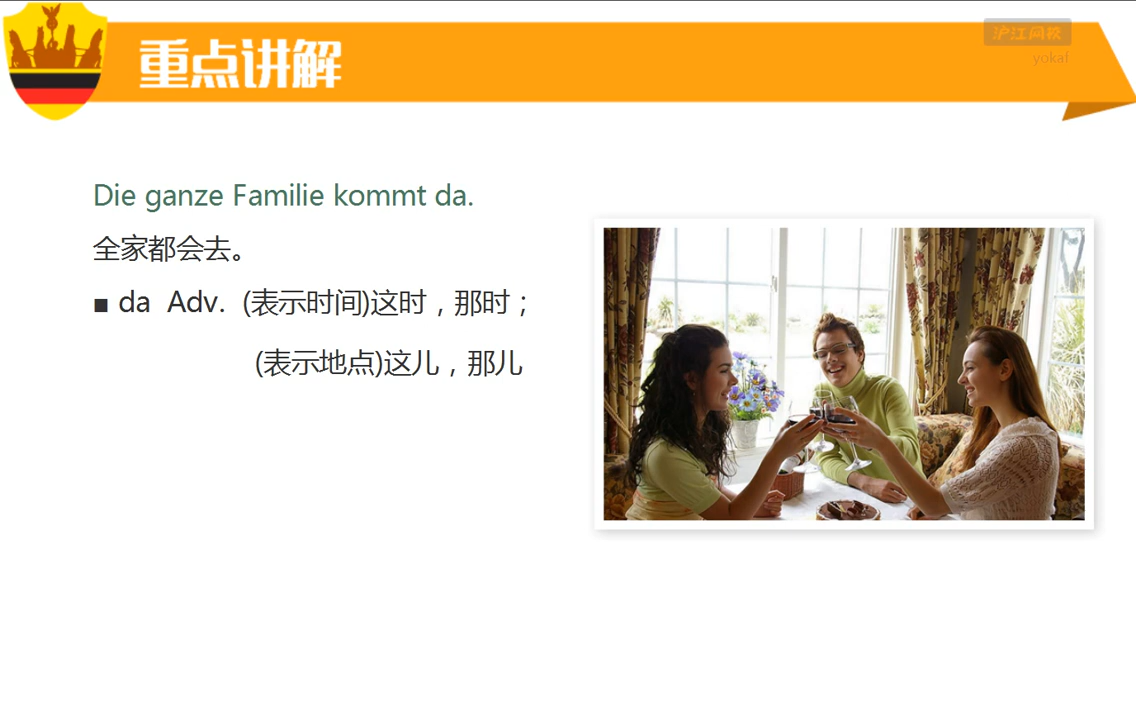 沪江网校
yokaf
重点讲解
Die ganze Familie kommt da.
全家都会去。
■ da Adv. (表示时间)这时，那时；
(表示地点)这儿，那儿